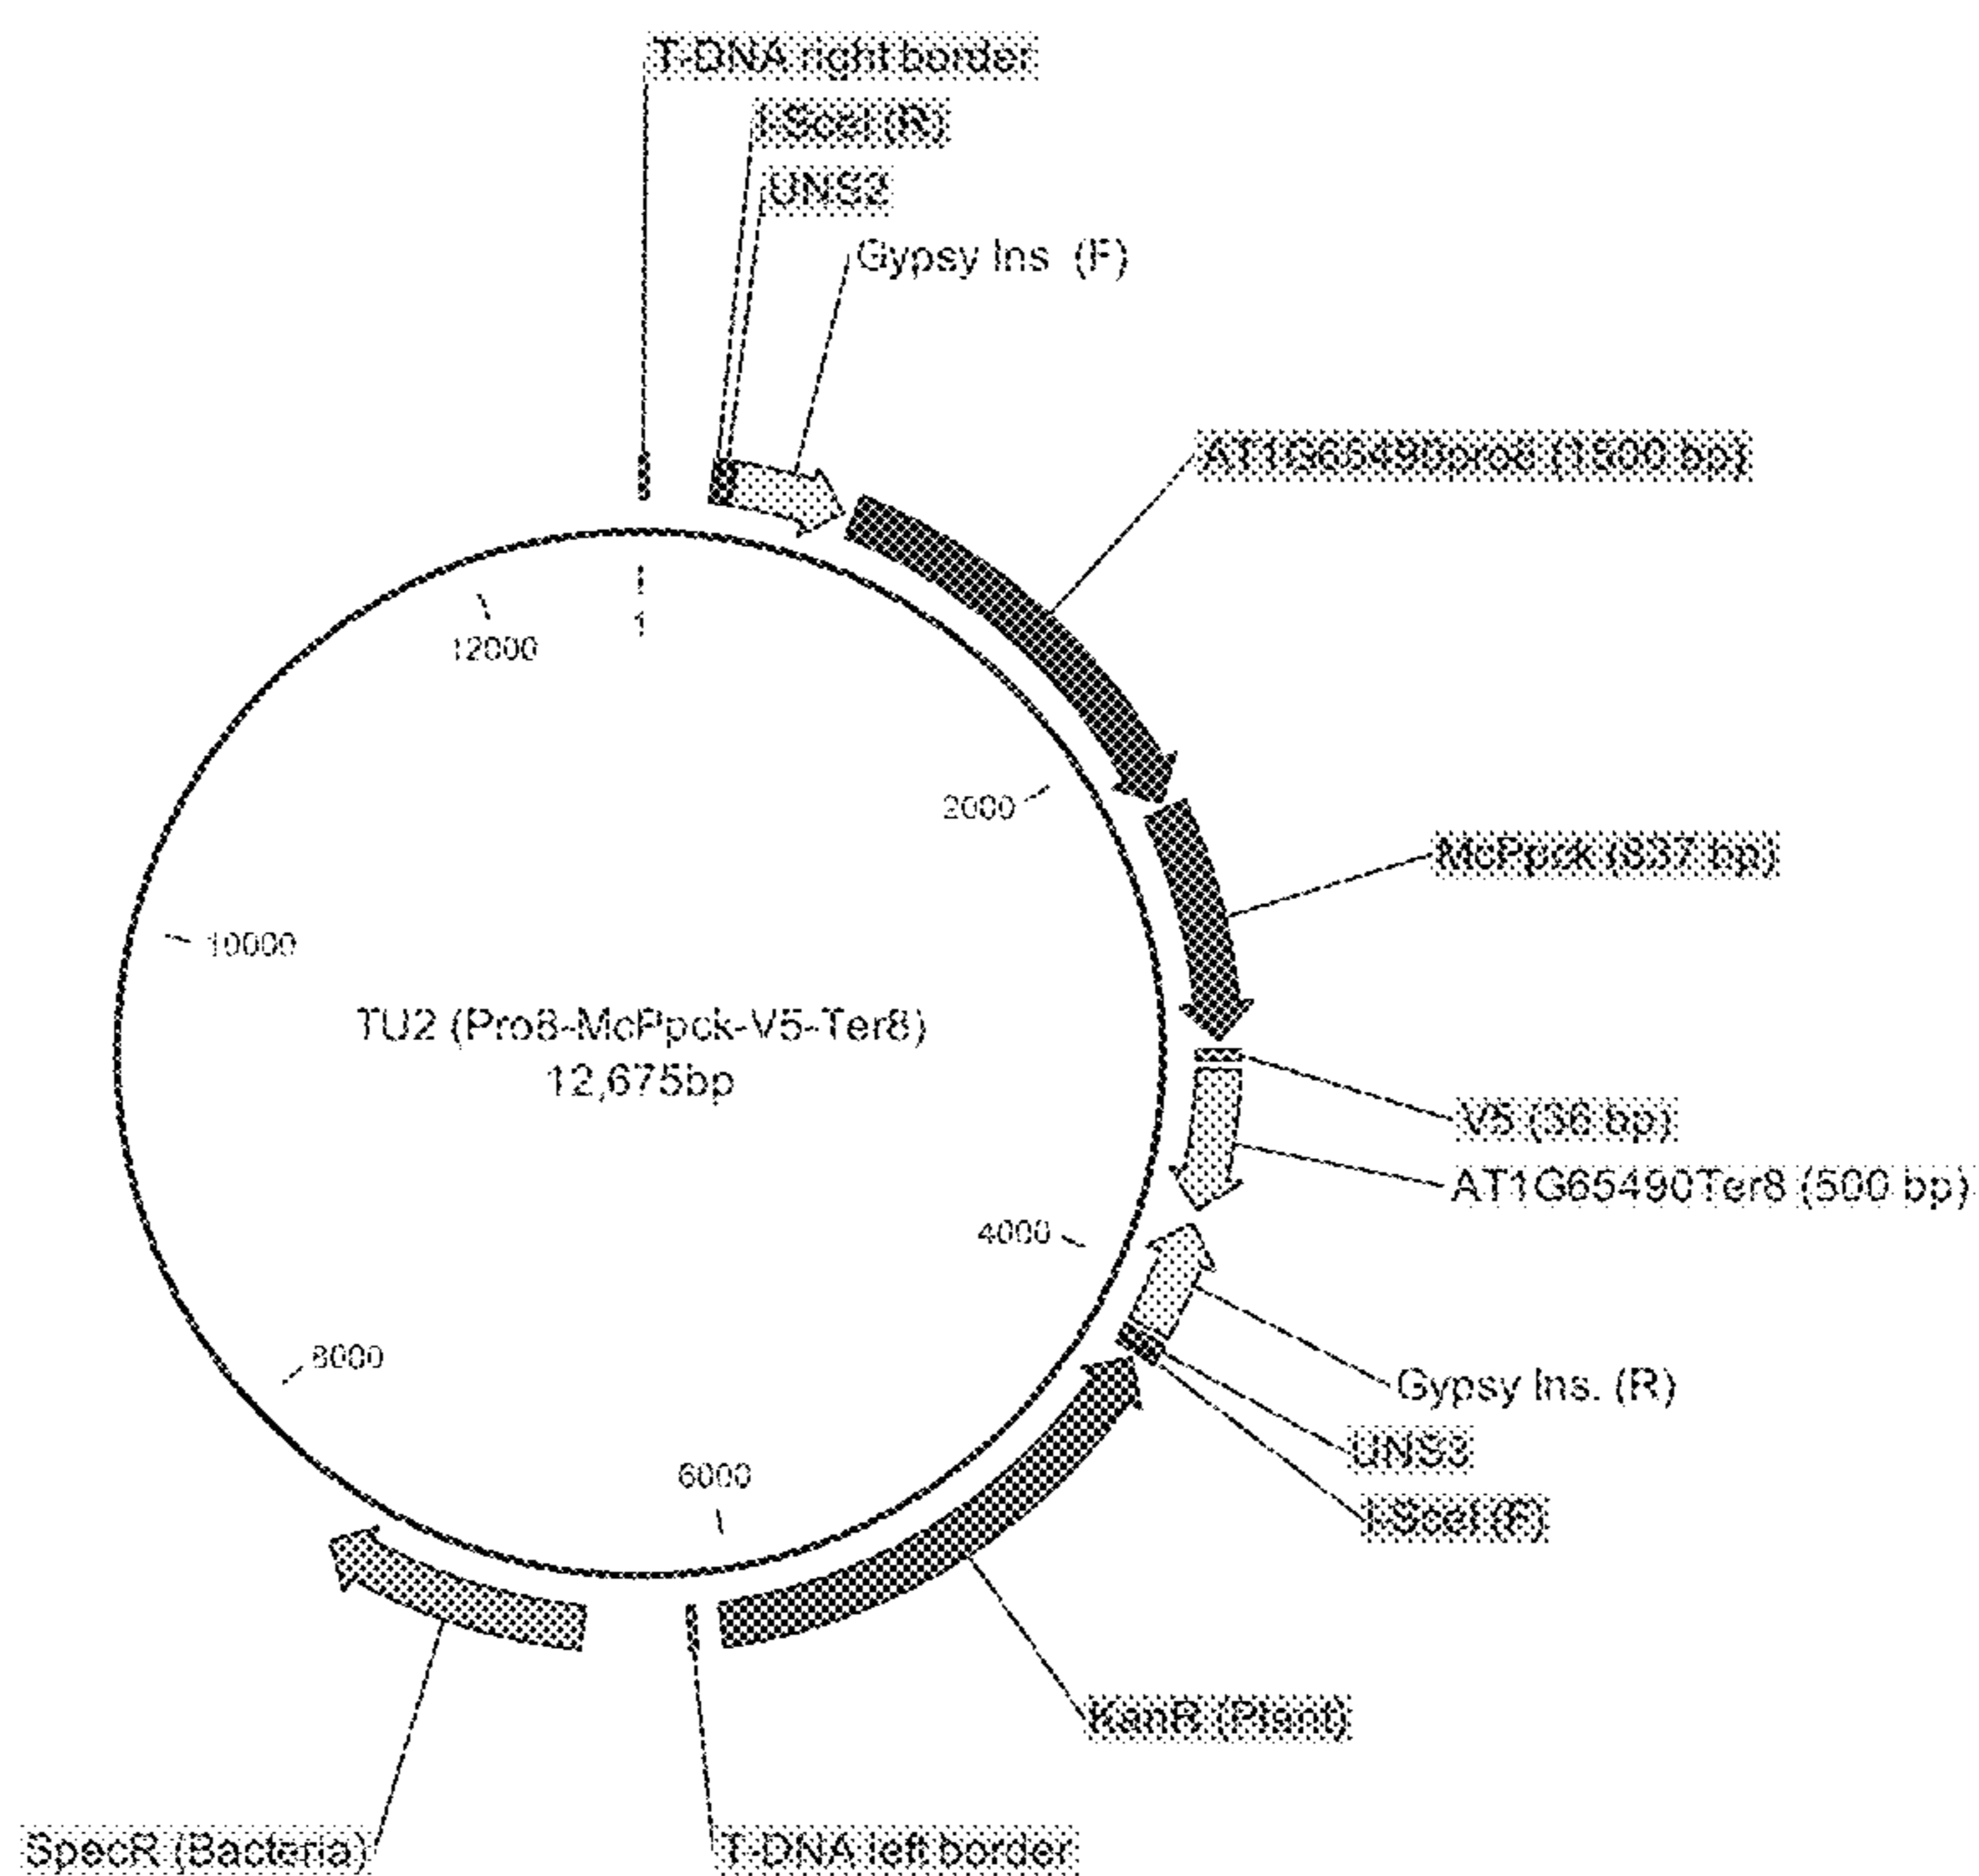 T-DNA right border
I-SceI (R)
UNS2
Gypsy Ins (F)
AT1G65490pro8 (1500 bp)
12000
1
2000
McPpck (837 bp)
10000
TU2 (Pro8-McPpck-V5-Ter8)
12,675bp
V5 (36 bp)
AT1G65490Ter8 (500 bp)
4000
8000
Gypsy Ins. (R)
UNS3
6000
I-SceI (F)
KanR (Plant)
SpecR (Bacteria)
T-DNA left border